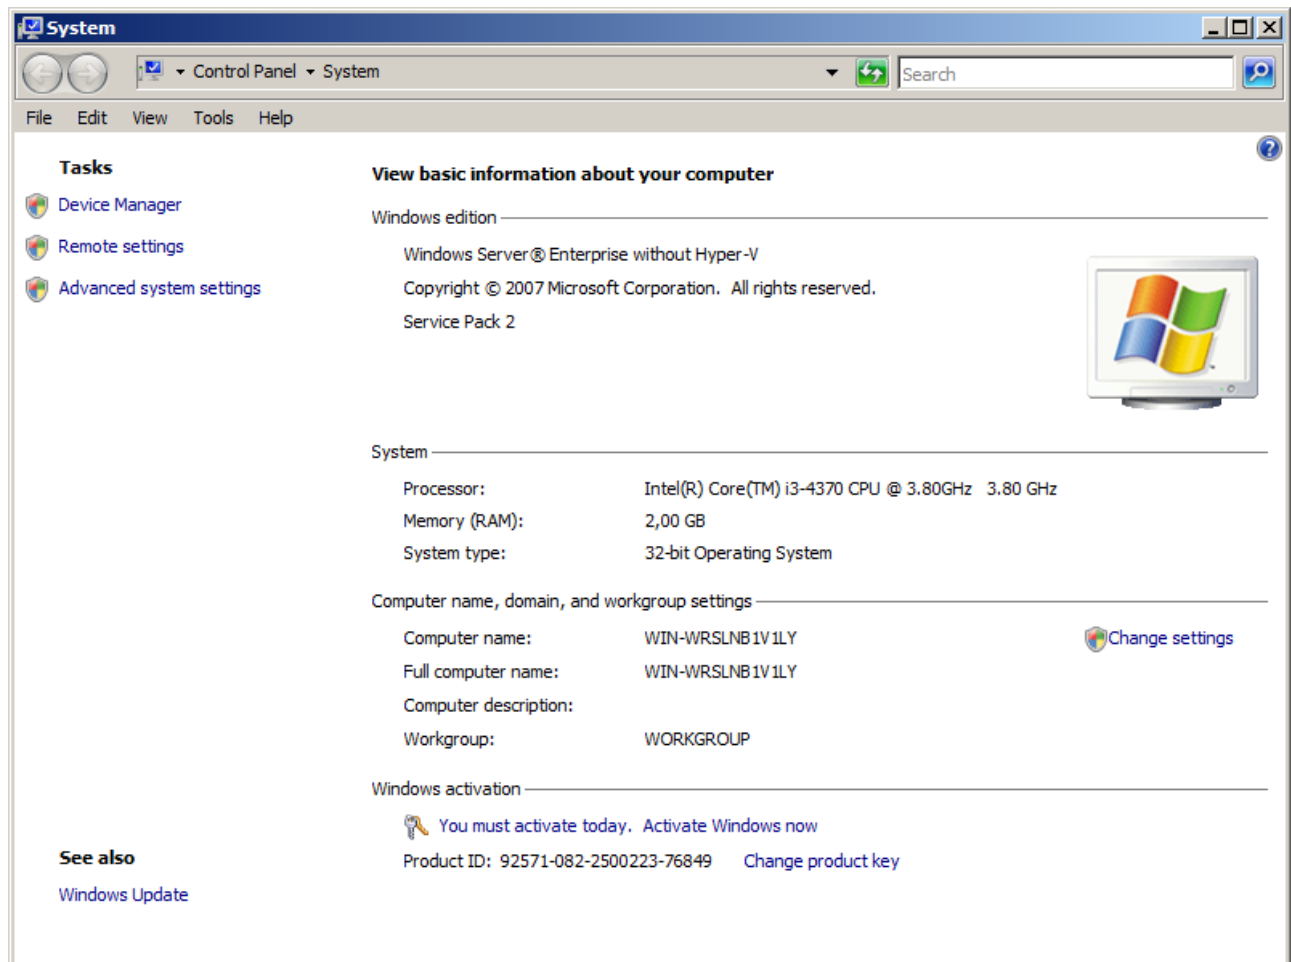 System
Control Panel System
Search
File Edit View Tools Help
Tasks
Device Manager
Remote settings
Advanced system settings
View basic information about your computer
Windows edition
Windows Server® Enterprise without Hyper-V
Copyright © 2007 Microsoft Corporation. All rights reserved.
Service Pack 2
System
Processor: Intel(R) Core(TM) i3-4370 CPU @ 3.80GHz 3.80 GHz
Memory (RAM): 2,00 GB
System type: 32-bit Operating System
Computer name, domain, and workgroup settings
Computer name: WIN-WRSLNB1V1LY Change settings
Full computer name: WIN-WRSLNB1V1LY
Computer description:
Workgroup: WORKGROUP
Windows activation
You must activate today. Activate Windows now
Product ID: 92571-082-2500223-76849 Change product key
See also
Windows Update